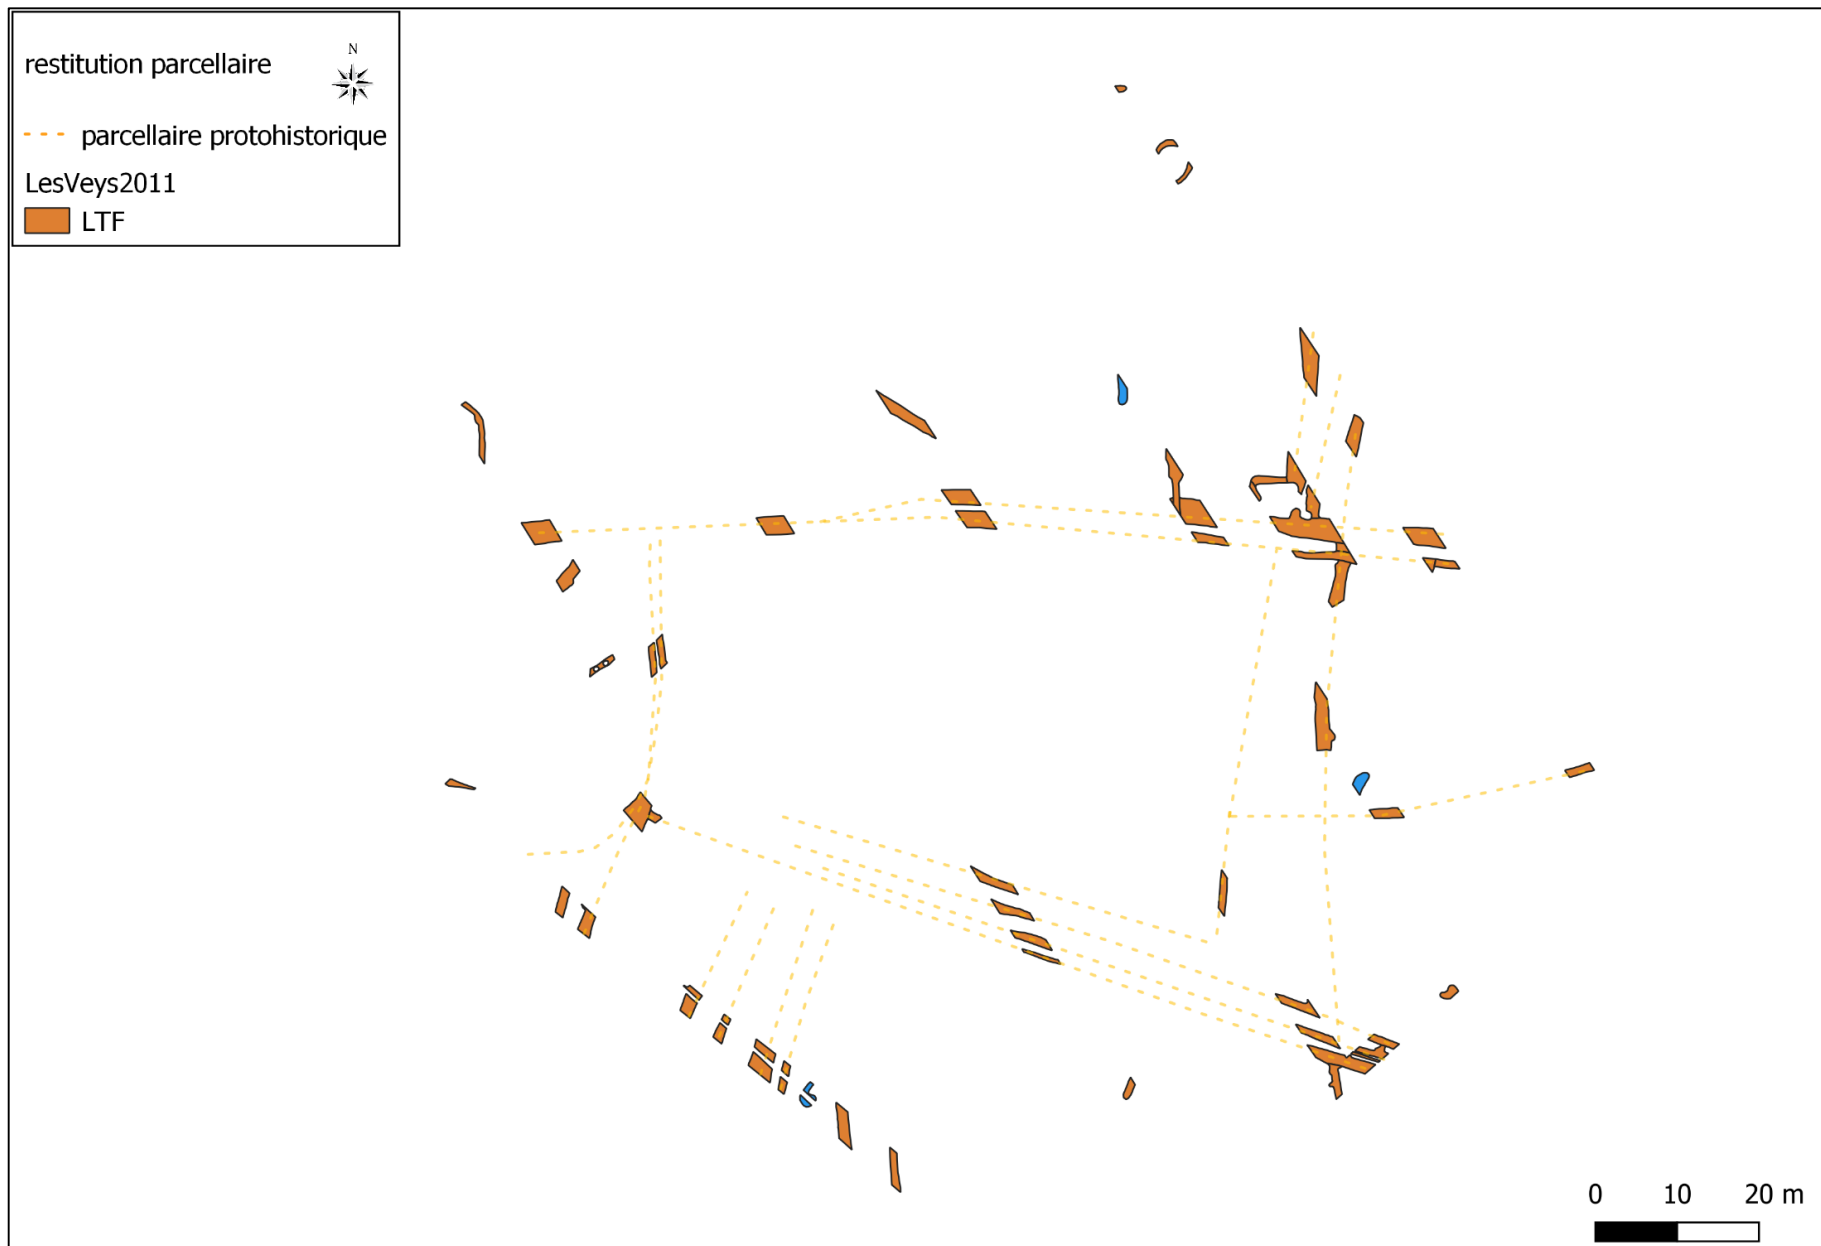 N
restitution parcellaire
parcellaire protohistorique
LesVeys2011
LTF
0 10 20 m